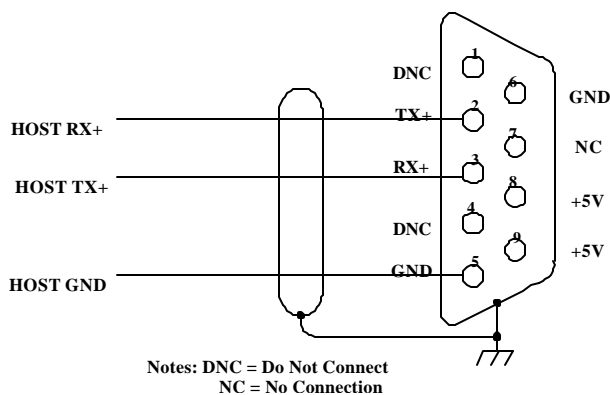 1
DNC
6
GND
TX+
2
HOST RX+
7
NC
RX+
3
HOST TX+
8
+5V
4
DNC
9
+5V
GND
5
HOST GND
Notes: DNC = Do Not Connect
NC = No Connection